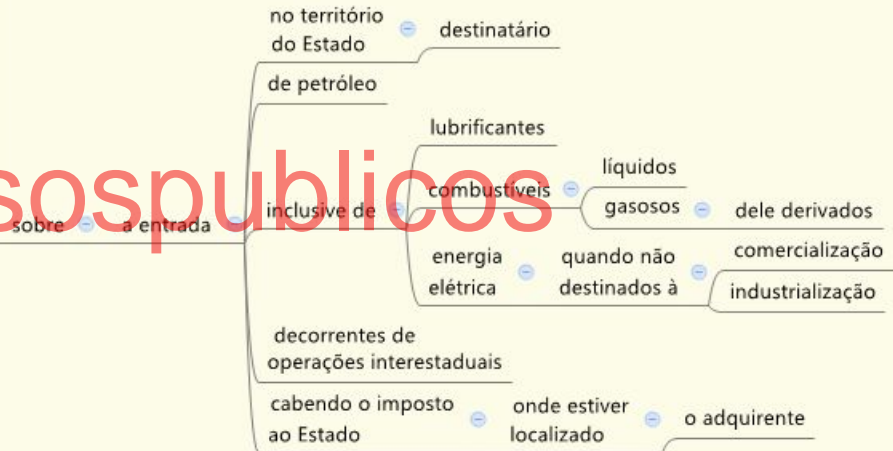 no território
do Estado
destinatário
de petróleo
lubrificantes
líquidos
combustíveis
gasosos
dele derivados
sospublicos
sobre
a entrada
inclusive de
energia
elétrica
quando não
destinados à
comercialização
industrialização
decorrentes de
operações interestaduais
cabendo o imposto
ao Estado
onde estiver
localizado
o adquirente